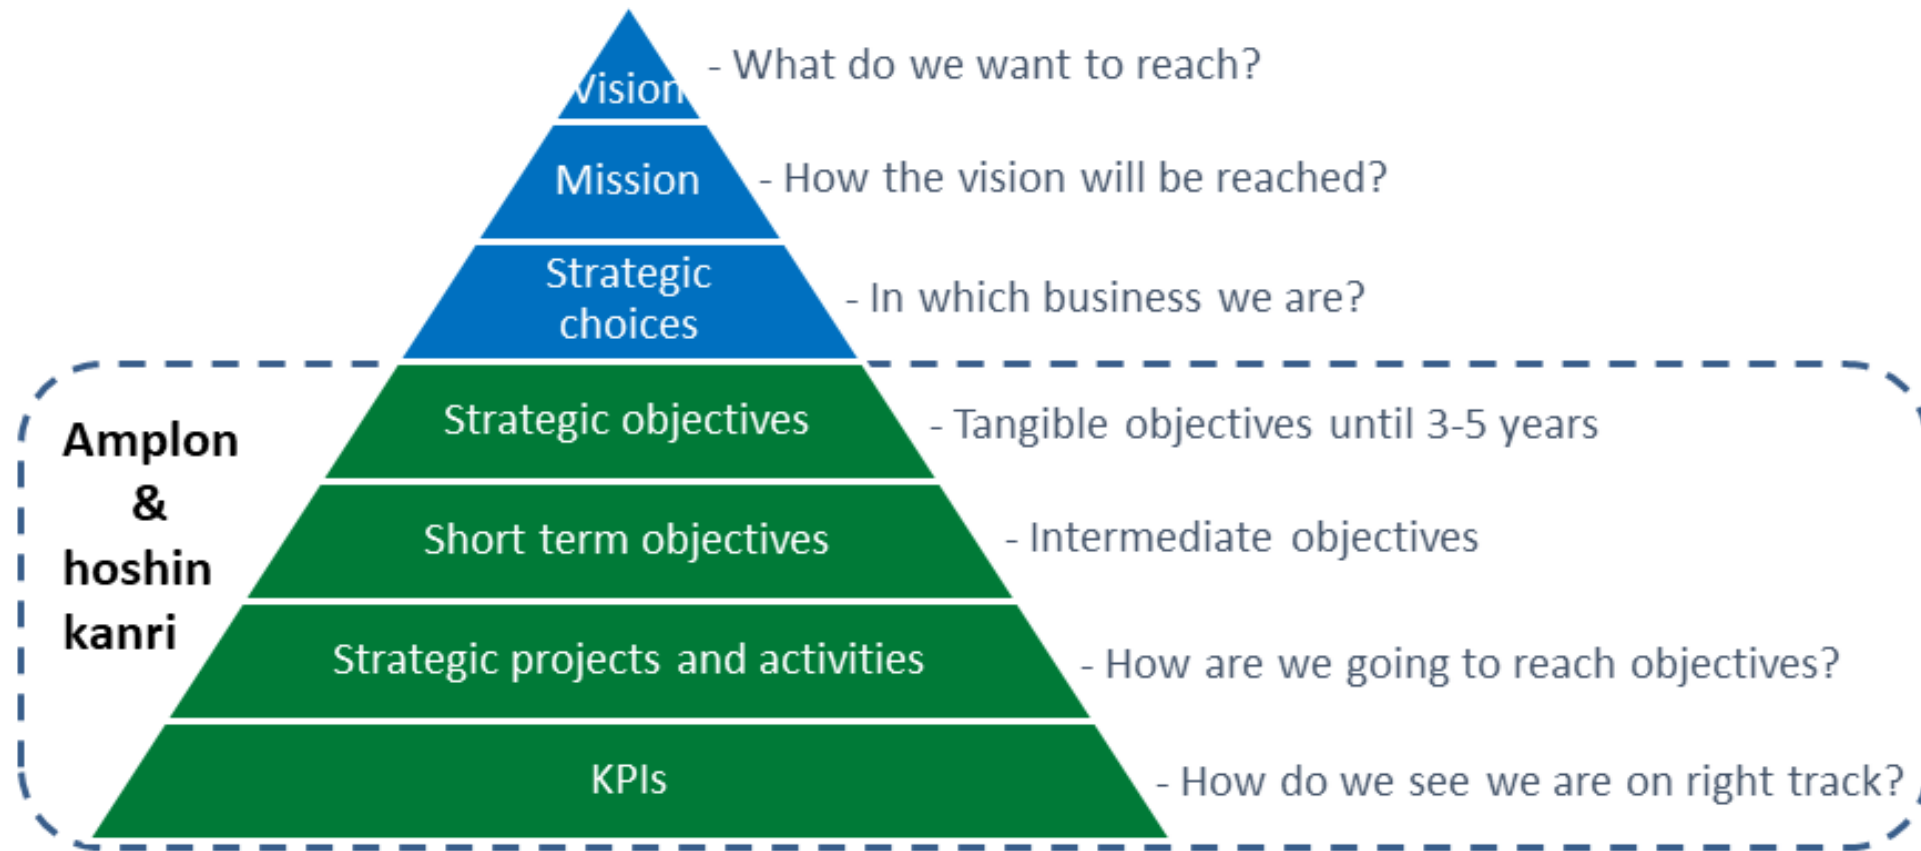 Vision
- What do we want to reach?
Mission
- How the vision will be reached?
Strategic
choices
- In which business we are?
Amplon
&
hoshin
kanri
Strategic objectives
- Tangible objectives until 3-5 years
Short term objectives
- Intermediate objectives
Strategic projects and activities
- How are we going to reach objectives?
KPIs
- How do we see we are on right track?